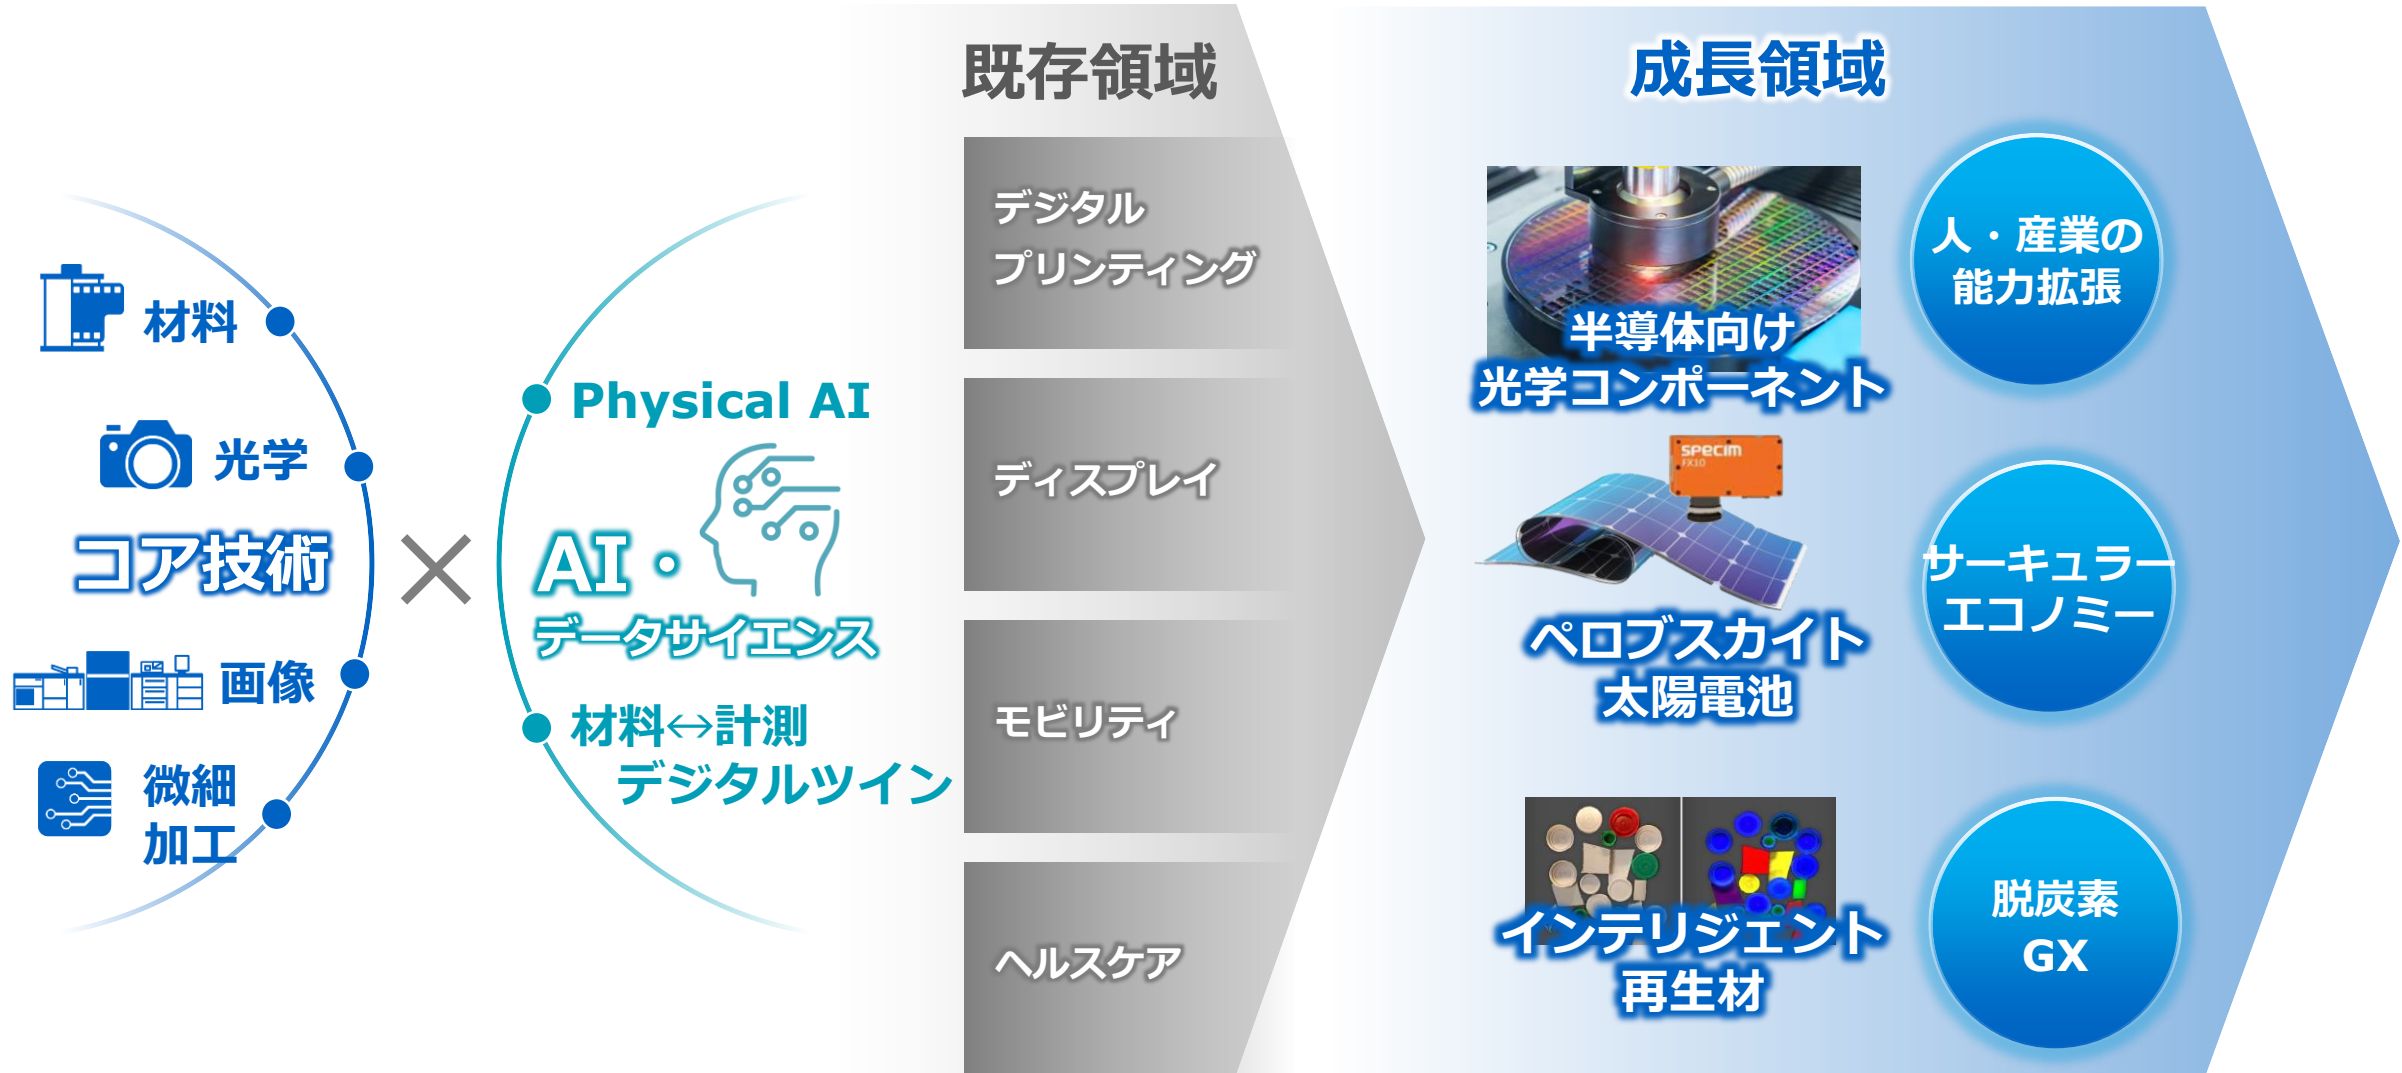 材料
光学
コア技術
画像
微細
加工
×
Physical AI
AI・
データサイエンス
材料↔計測
デジタルツイン
既存領域
デジタル
プリンティング
ディスプレイ
モビリティ
ヘルスケア
成長領域
半導体向け
光学コンポーネント
SPECIM
FX10
ペロブスカイト
太陽電池
インテリジェント
再生材
人・産業の
能力拡張
サーキュラー
エコノミー
脱炭素
GX